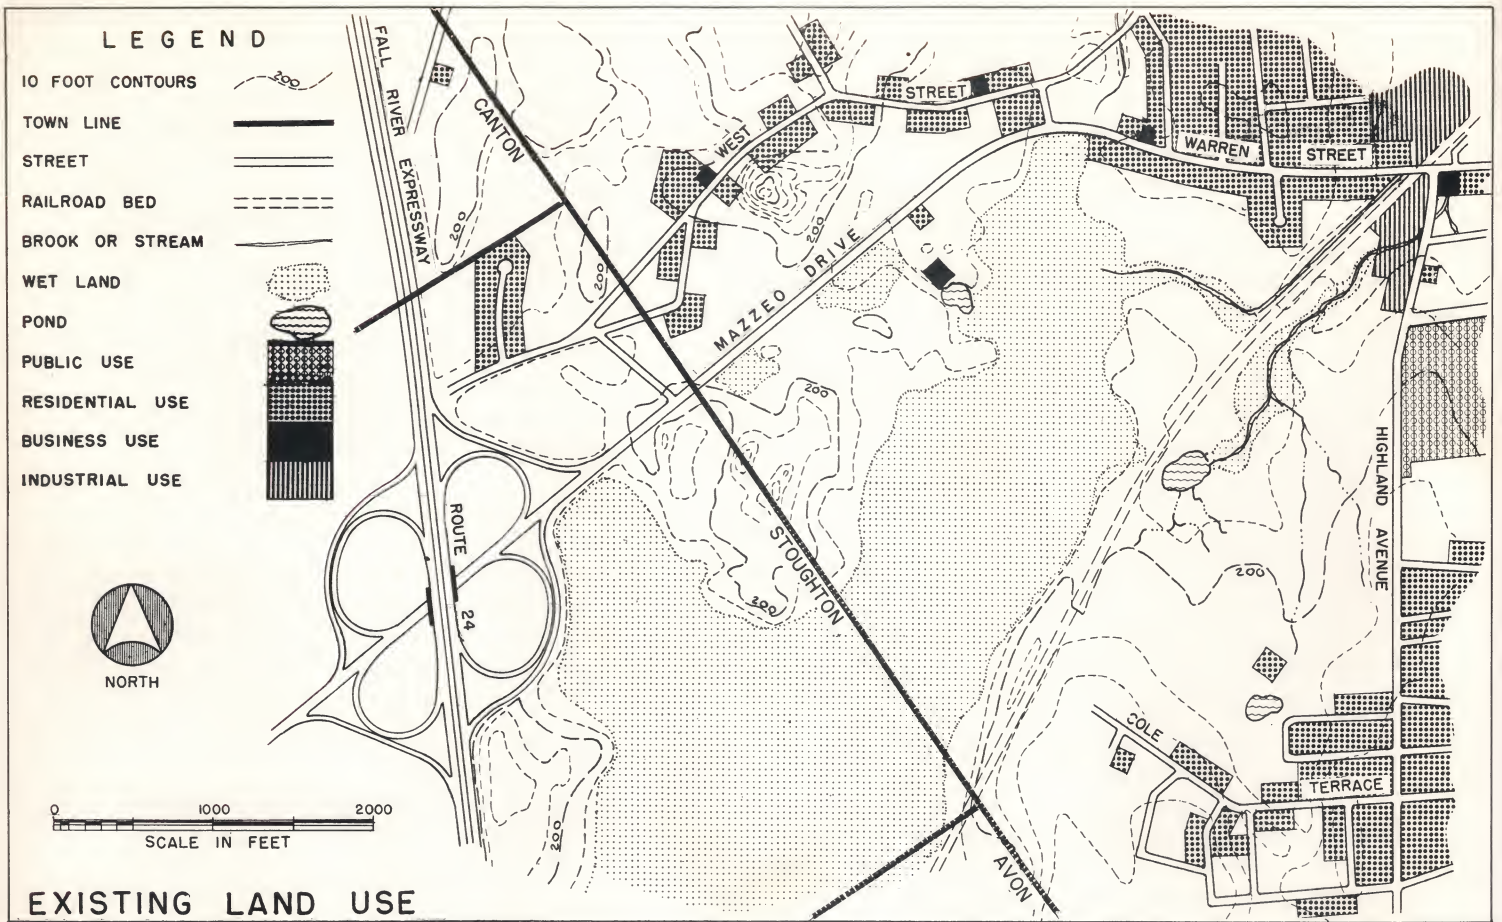 LEGEND
10 FOOT CONTOURS
200
TOWN LINE
STREET
RAILROAD BED
BROOK OR STREAM
WET LAND
POND
PUBLIC USE
RESIDENTIAL USE
BUSINESS USE
INDUSTRIAL USE
NORTH
0 1000 2000
SCALE IN FEET
EXISTING LAND USE
FALL RIVER EXPRESSWAY
CANTON
WEST
STREET
WARREN
STREET
MAZZEO DRIVE
200
200
200
200
ROUTE 24
STOUGHTON
200
200
200
HIGHLAND AVENUE
COLE
TERRACE
AVON